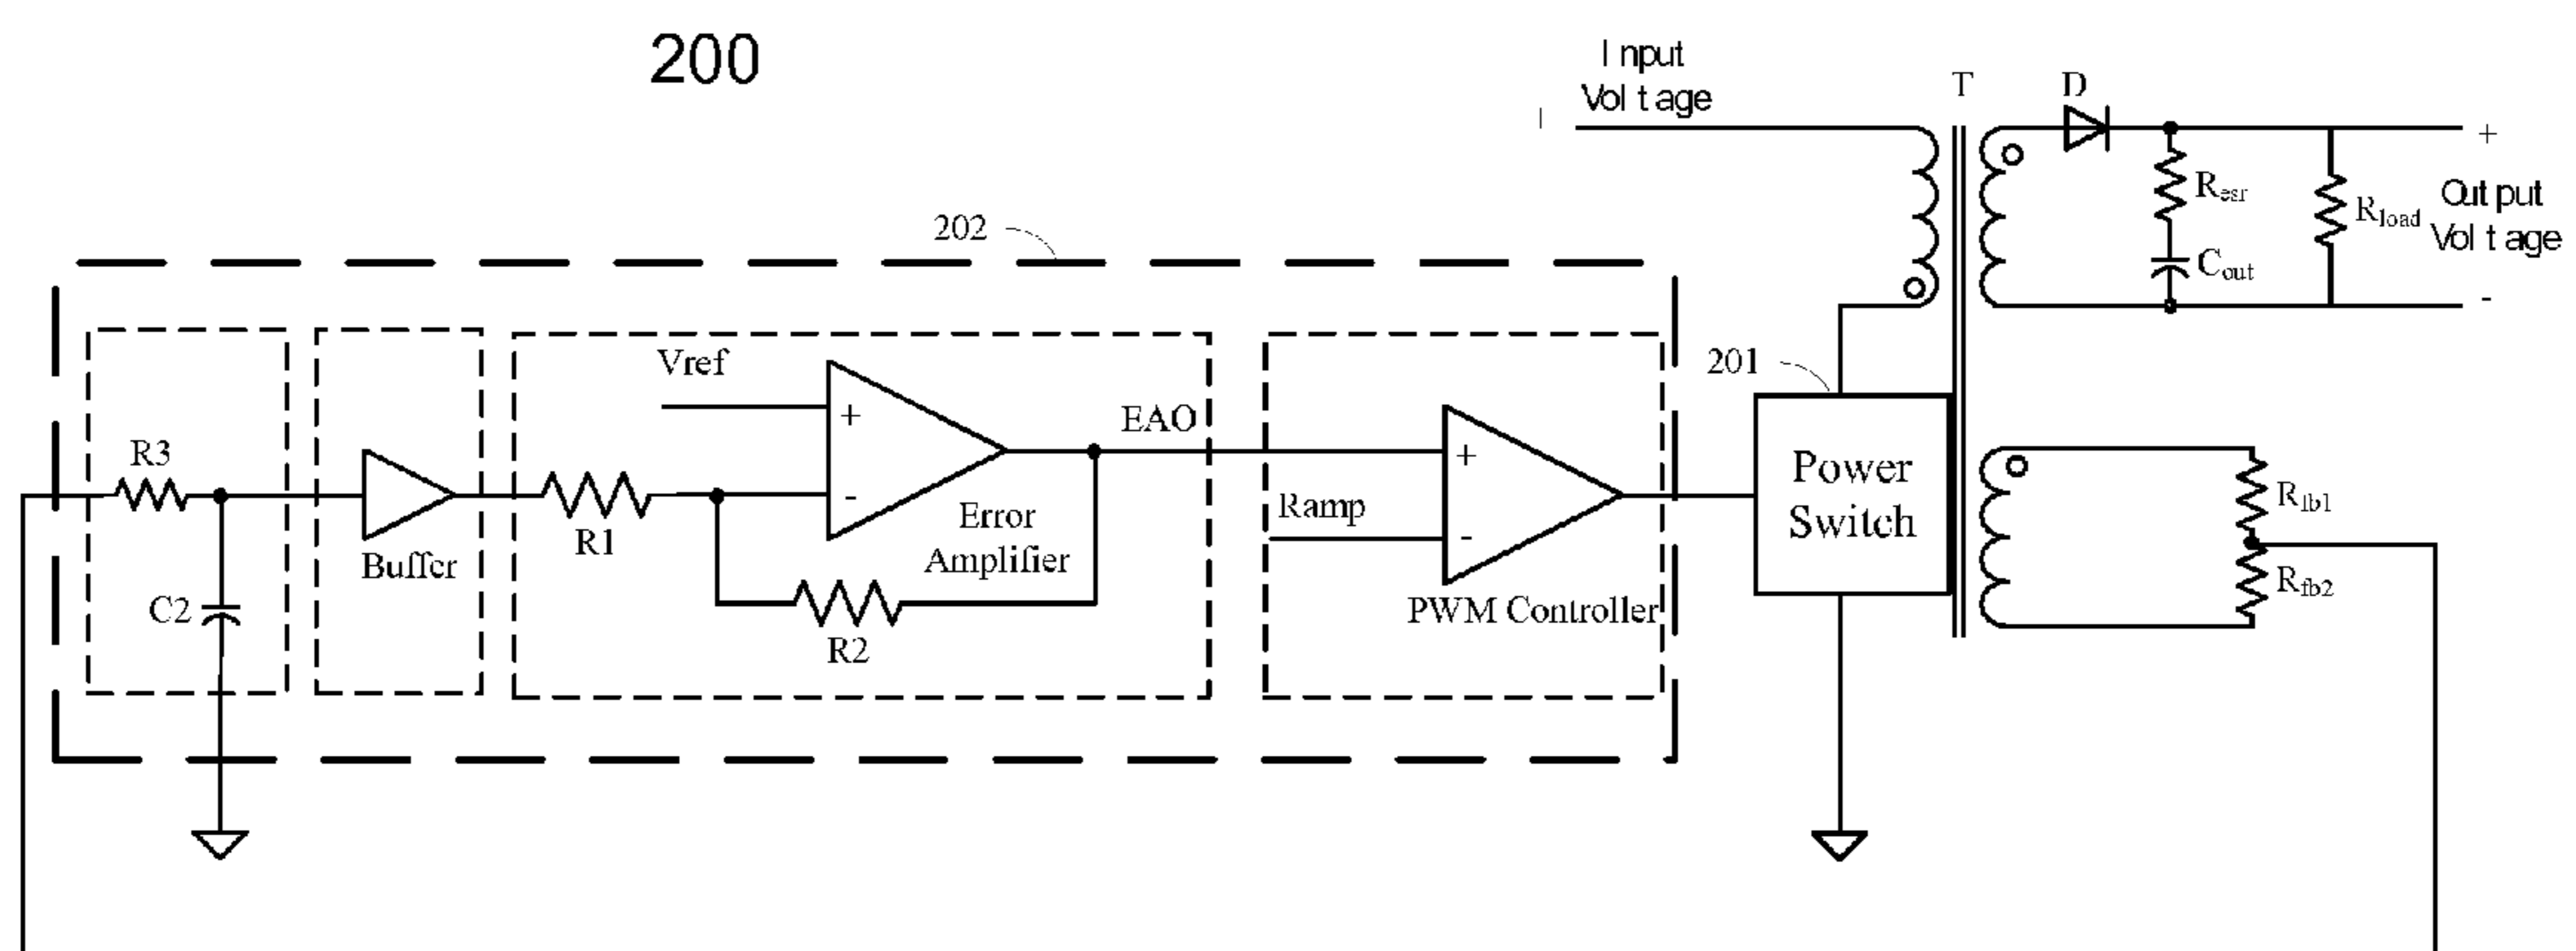 200
Input
Voltage
T
D
+
Resr
Rload
Output
Voltage
Cout
-
202
201
Vref
+
EAO
R3
-
R1
Error
Amplifier
Buffer
C2
R2
+
Ramp
-
PWM Controller
Power
Switch
Rfb1
Rfb2